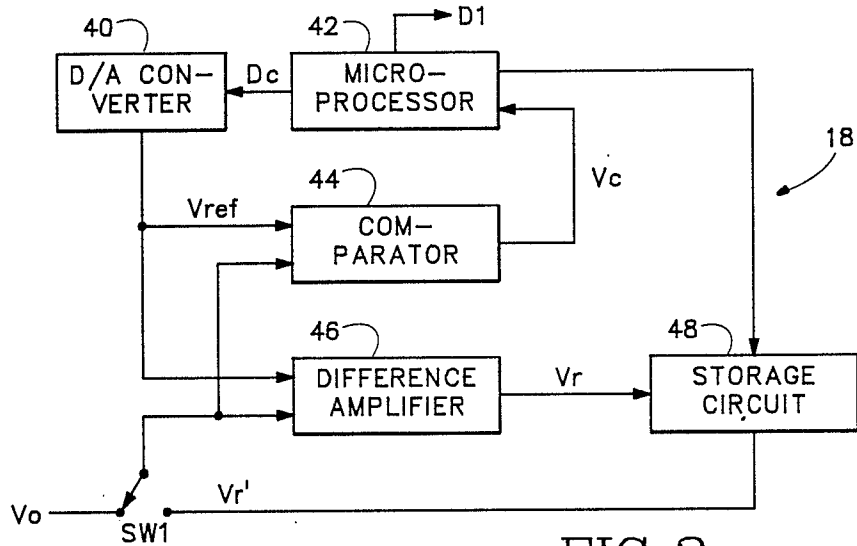 40
42
D1
D/A CON-
VERTER
Dc
MICRO-
PROCESSOR
18
44
Vc
Vref
COM-
PARATOR
46
48
DIFFERENCE
AMPLIFIER
Vr
STORAGE
CIRCUIT
Vo
SW1
Vr'